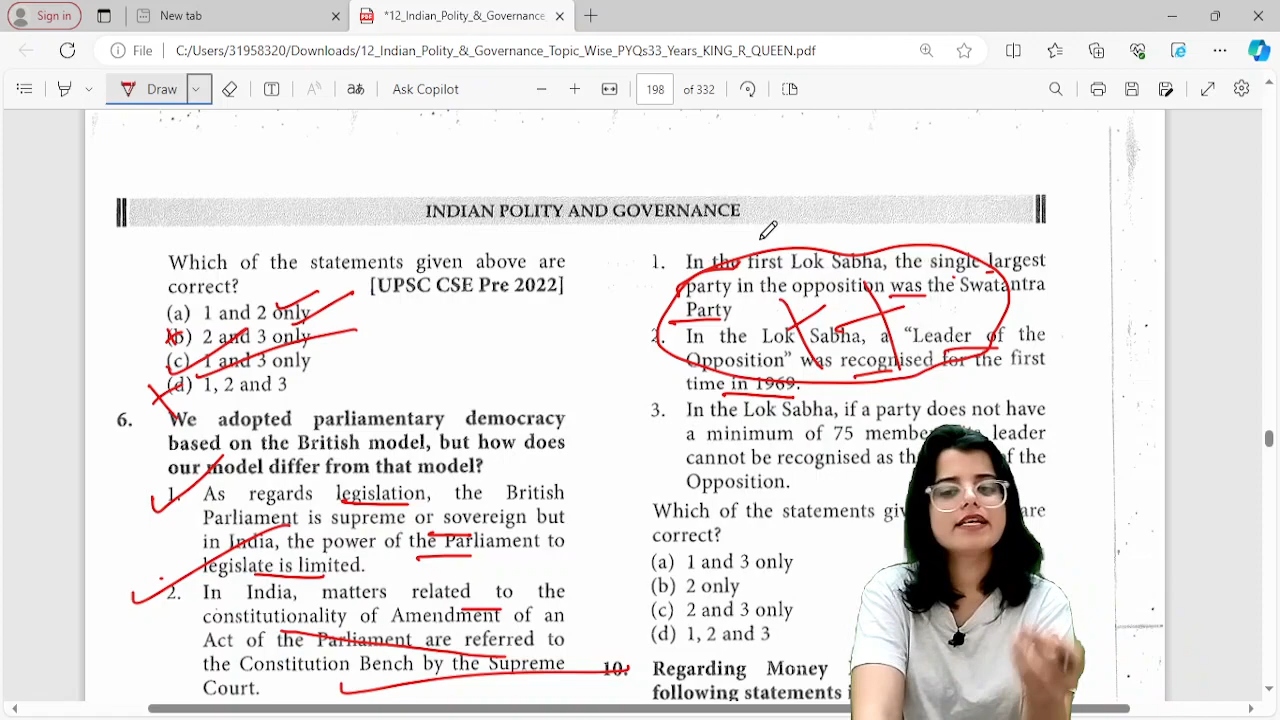 Sign in
New tab
*12_Indian_Polity_&_Governance
File
C:/Users/31958320/Downloads/12_Indian_Polity_&_Governance_Topic_Wise_PYQs33_Years_KING_R_QUEEN.pdf
Draw
Ask Copilot
198 of 332
INDIAN POLITY AND GOVERNANCE
Which of the statements given above are
correct? [UPSC CSE Pre 2022]
(a) 1 and 2 only
(b) 2 and 3 only
(c) 1 and 3 only
(d) 1, 2 and 3
6. We adopted parliamentary democracy
based on the British model, but how does
our model differ from that model?
1. As regards legislation, the British
Parliament is supreme or sovereign but
in India, the power of the Parliament to
legislate is limited.
2. In India, matters related to the
constitutionality of Amendment of an
Act of the Parliament are referred to
the Constitution Bench by the Supreme
Court.
1. In the first Lok Sabha, the single largest
party in the opposition was the Swatantra
Party
2. In the Lok Sabha, a "Leader of the
Opposition" was recognised for the first
time in 1969.
3. In the Lok Sabha, if a party does not have
a minimum of 75 leader
cannot be recognised as of the
Opposition.
Which of the statements are
correct?
(a) 1 and 3 only
(b) 2 only
(c) 2 and 3 only
(d) 1, 2 and 3
10. Regarding Money
following statements